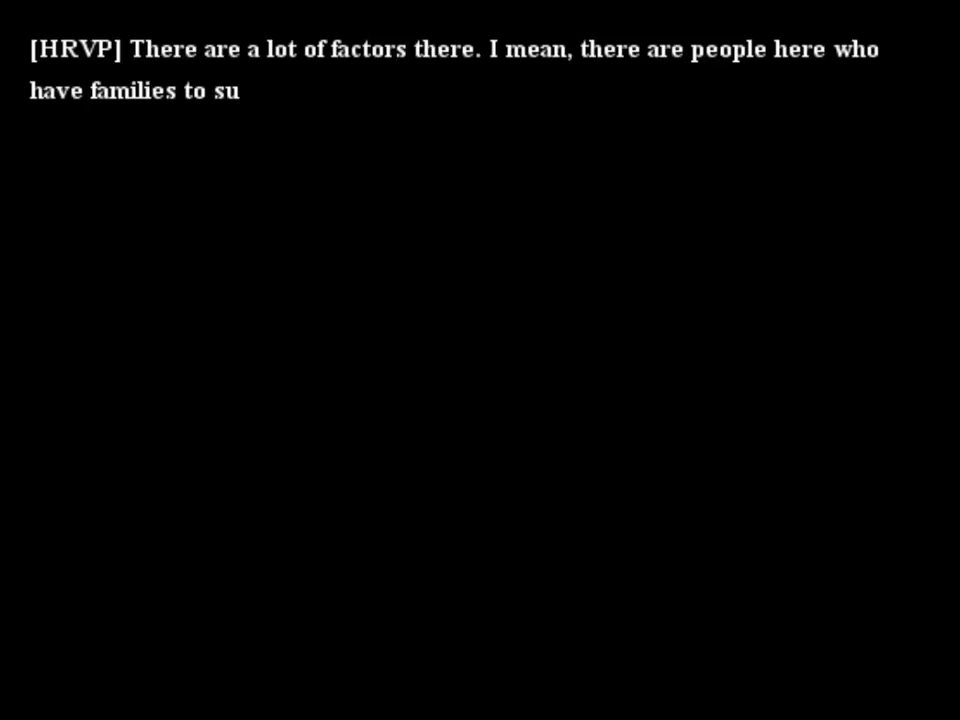 [HRVP] There are a lot of factors there. I mean, there are people here who
have families to su